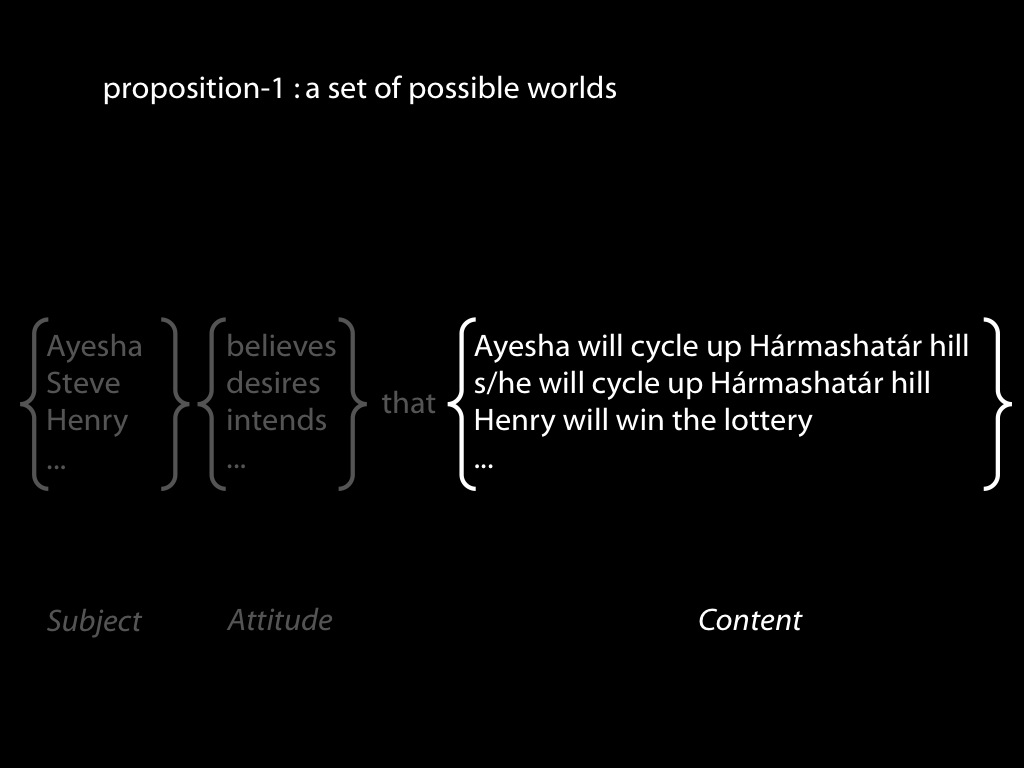 proposition-1 : a set of possible worlds
Ayesha
Steve
Henry
...
believes
desires
intends
...
that
Ayesha will cycle up Hármashatár hill
s/he will cycle up Hármashatár hill
Henry will win the lottery
...
Subject
Attitude
Content